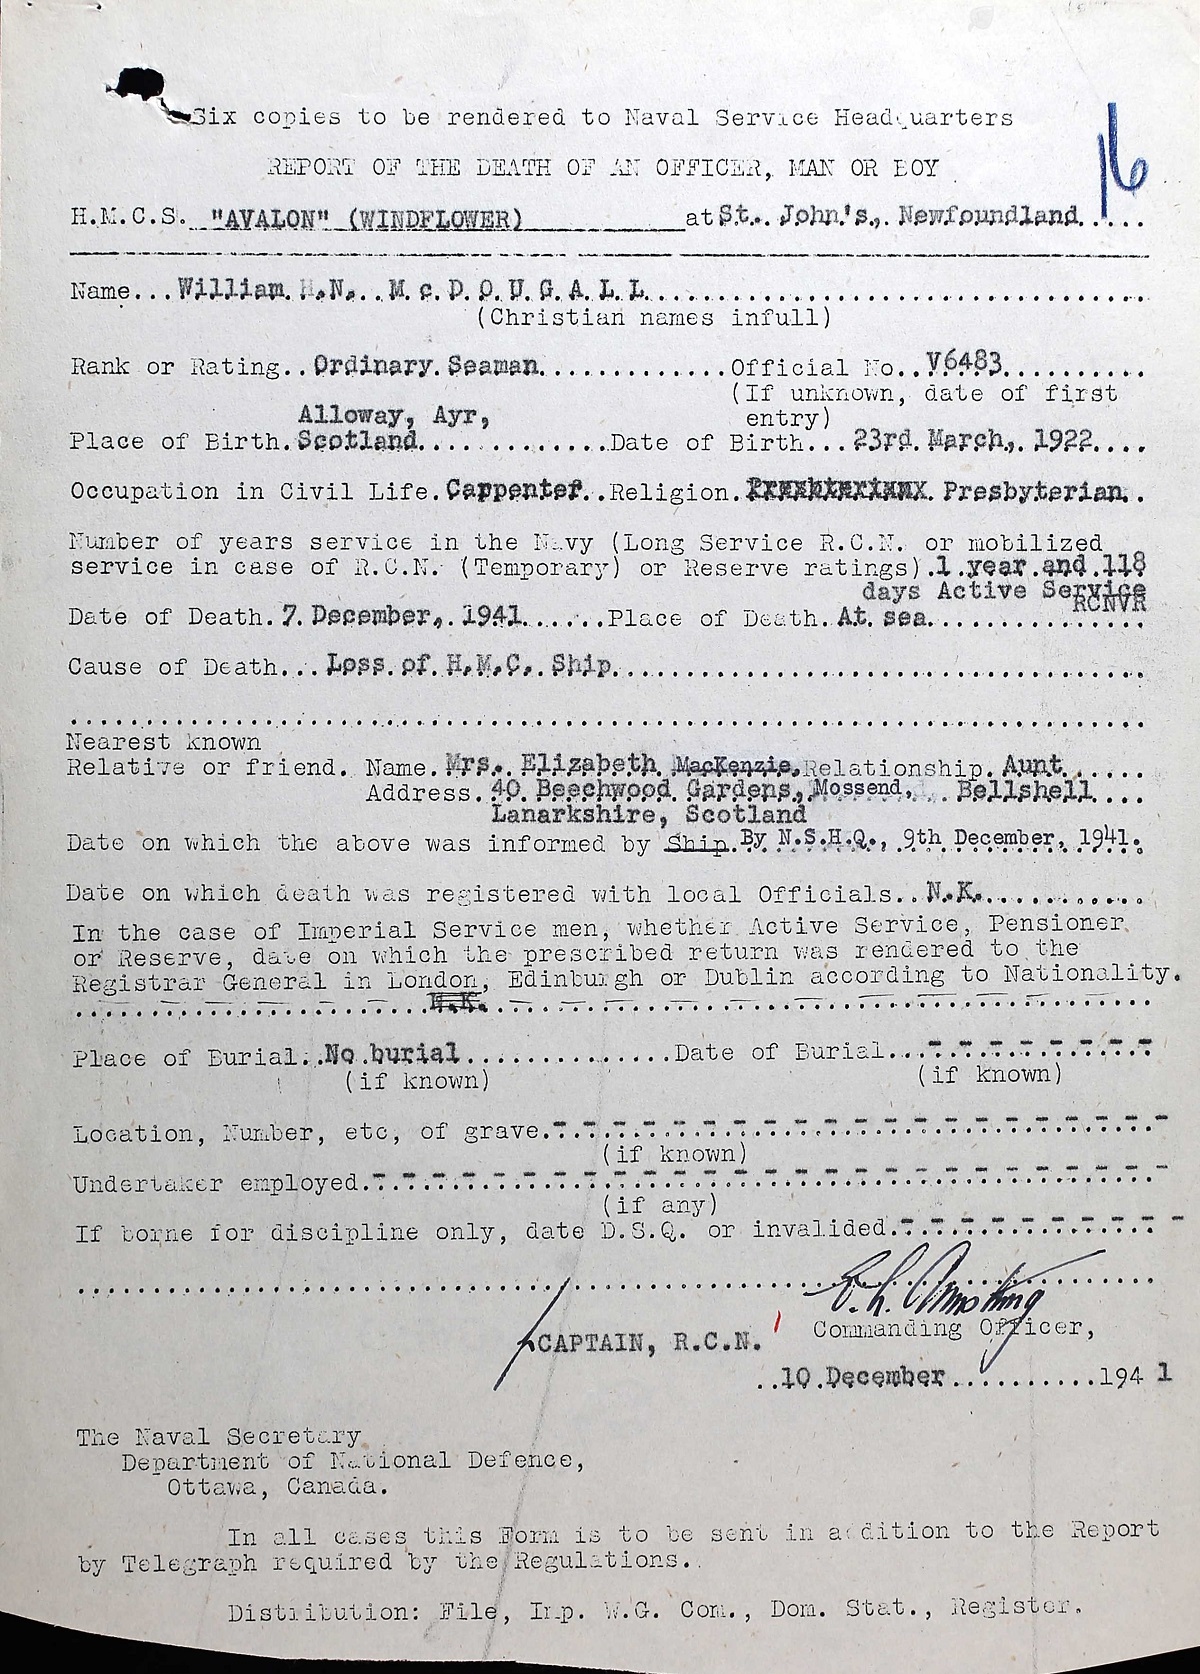 16
Six copies to be rendered to Naval Service Headquarters
REPORT OF THE DEATH OF AN OFFICER, MAN OR BOY
H.M.C.S. "AVALON" (WINDFLOWER) at St. John's, Newfoundland.....
Name...William H.N. McDOUGALL..............................
(Christian names infull)
Rank or Rating..Ordinary Seaman.............Official No..V6483..........
(If unknown, date of first
Alloway, Ayr, entry)
Place of Birth.Scotland.............Date of Birth...23rd March, 1922....
Occupation in Civil Life.Carpenter..Religion.Presbyterian..
Number of years service in the Navy (Long Service R.C.N. or mobilized
service in case of R.C.N. (Temporary) or Reserve ratings).1 year and 118
days Active Service
RCNVR
Date of Death.7 December, 1941......Place of Death.At sea...............
Cause of Death...Loss of H.M.C. Ship....................................
........................................................................
Nearest known
Relative or friend. Name.Mrs. Elizabeth MacKenzie.Relationship.Aunt......
Address.40 Beechwood Gardens, Mossend, Bellshell....
Lanarkshire, Scotland
Date on which the above was informed by Ship.By N.S.H.Q., 9th December, 1941.
Date on which death was registered with local Officials..N.K............
In the case of Imperial Service men, whether Active Service, Pensioner
or Reserve, date on which the prescribed return was rendered to the
Registrar General in London, Edinburgh or Dublin according to Nationality.
........................N.K.............................................
Place of Burial..No burial..............Date of Burial...- - - - - - - -
(if known) (if known)
Location, Number, etc, of grave.- - - - - - - - - - - - - - - - - - - - -
(if known)
Undertaker employed.- - - - - - - - - - - - - - - - - - - - - - - - - - -
(if any)
If borne for discipline only, date D.S.Q. or invalided.- - - - - - - - - -
........................................................................
Commanding Officer,
CAPTAIN, R.C.N.
..10 December..........1941
The Naval Secretary
Department of National Defence,
Ottawa, Canada.
In all cases this Form is to be sent in addition to the Report
by Telegraph required by the Regulations.
Distribution: File, Imp. W.G. Com., Dom. Stat., Register.